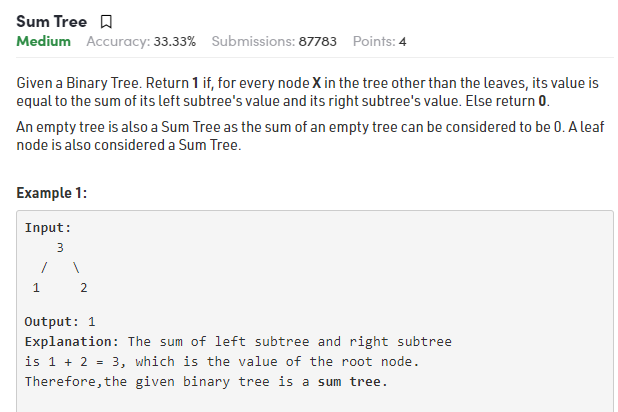 Sum Tree
Medium Accuracy: 33.33% Submissions: 87783 Points: 4
Given a Binary Tree. Return 1 if, for every node X in the tree other than the leaves, its value is
equal to the sum of its left subtree's value and its right subtree's value. Else return 0.
An empty tree is also a Sum Tree as the sum of an empty tree can be considered to be 0. A leaf
node is also considered a Sum Tree.
Example 1:
Input:
    3
  /   \
 1     2
Output: 1
Explanation: The sum of left subtree and right subtree
is 1 + 2 = 3, which is the value of the root node.
Therefore,the given binary tree is a sum tree.